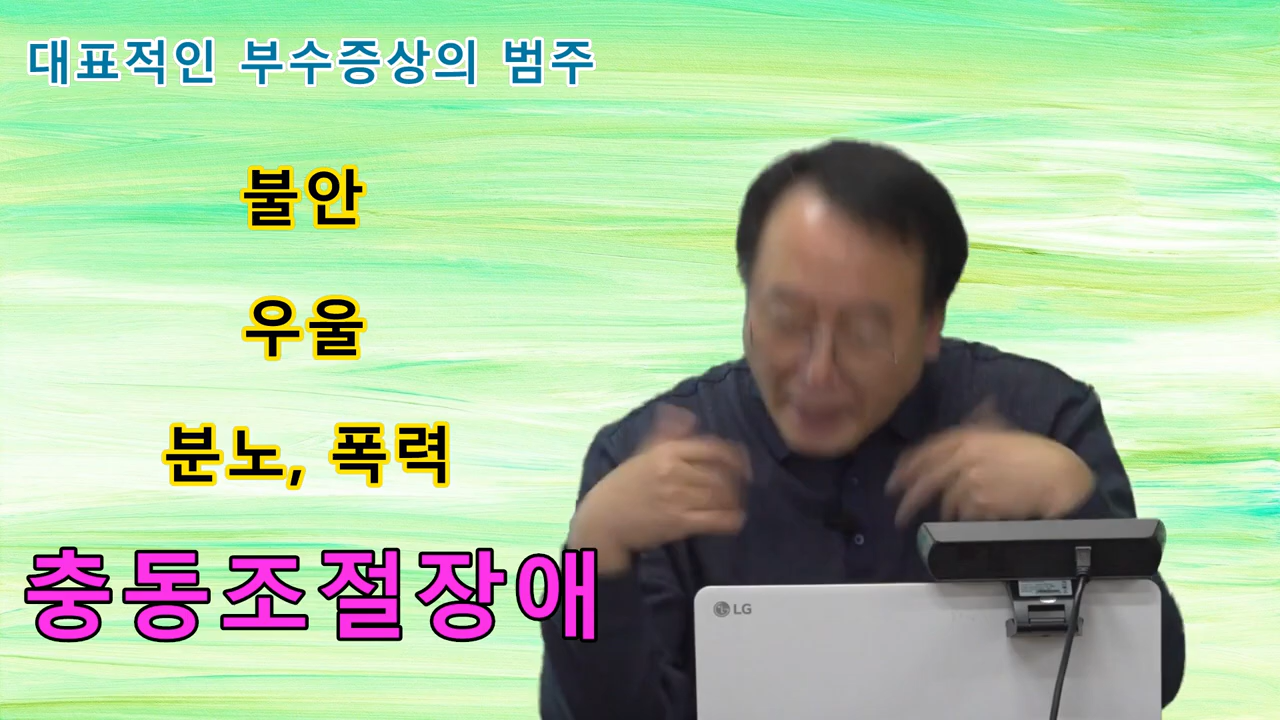 대표적인 부수증상의 범주
불안
우울
분노, 폭력
충동조절장애
LG